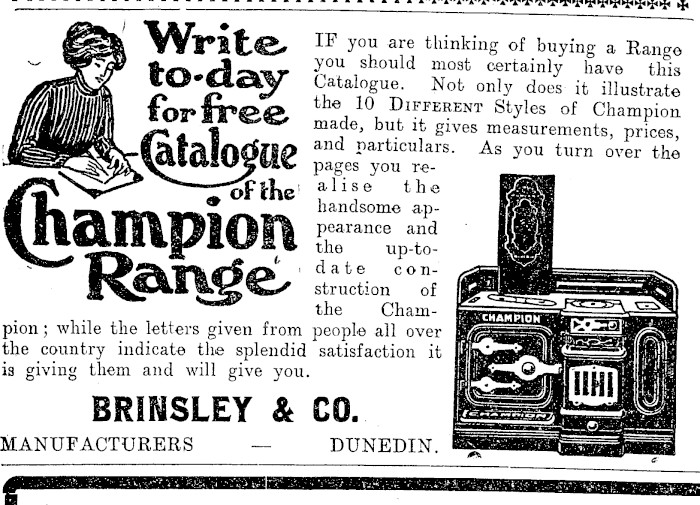 Write
to-day
for free
Catalogue
of the
Champion
Range
IF you are thinking of buying a Range
you should most certainly have this
Catalogue. Not only does it illustrate
the 10 DIFFERENT Styles of Champion
made, but it gives measurements, prices,
and particulars. As you turn over the
pages you re-
alise the
handsome ap-
pearance and
the up-to-
date con-
struction of
the Cham-
pion; while the letters given from people all over
the country indicate the splendid satisfaction it
is giving them and will give you.
CHAMPION
BRINSLEY & CO.
MANUFACTURERS — DUNEDIN.